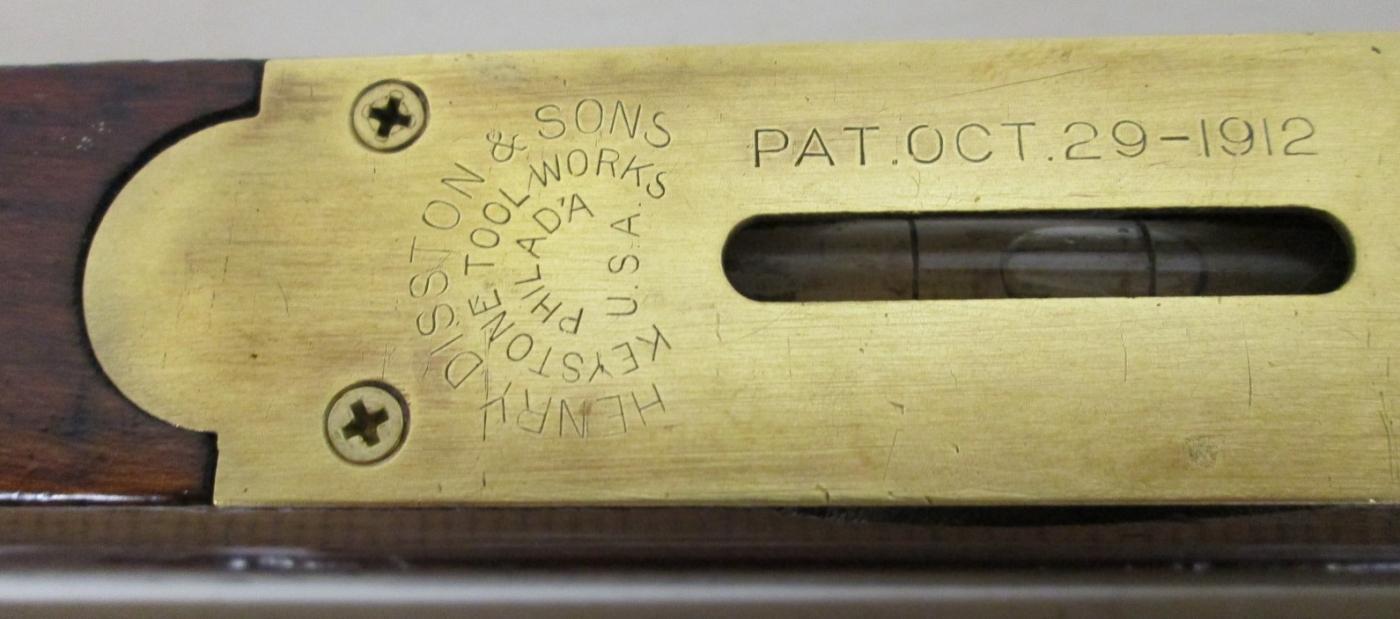 HENRY DISSTON & SONS
KEYSTONE TOOL WORKS
PHILAD'A
U.S.A.
PAT.OCT.29-1912